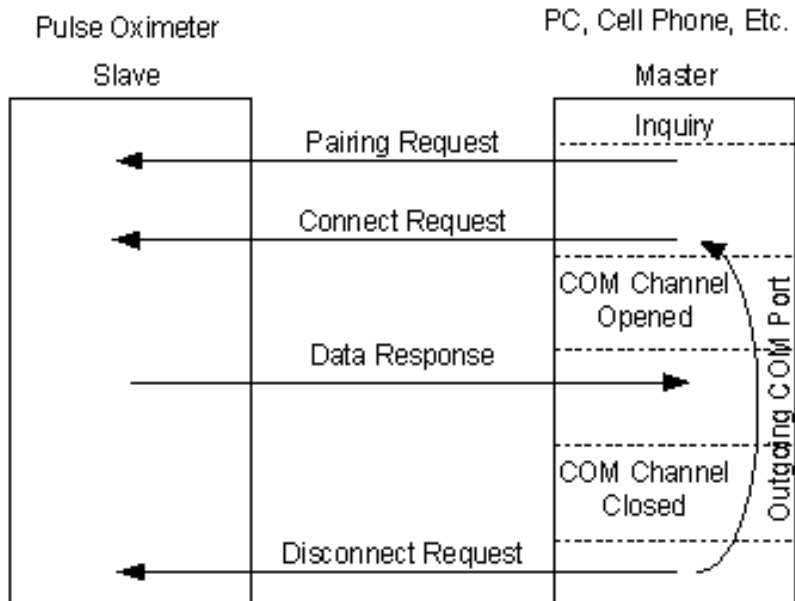 Pulse Oximeter
PC, Cell Phone, Etc.
Slave
Master
Inquiry
Pairing Request
Connect Request
COM Channel
Opened
Data Response
Outgoing COM Port
COM Channel
Closed
Disconnect Request